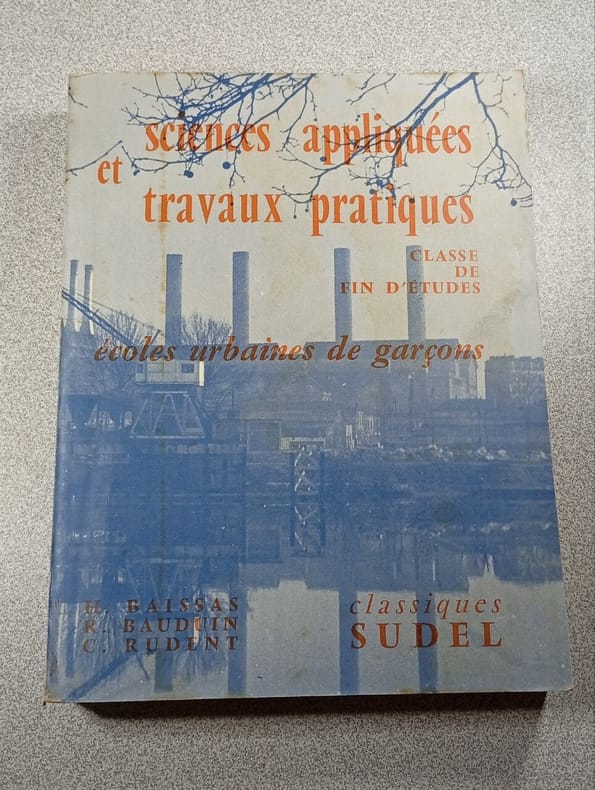 sciences appliquées
et travaux pratiques
CLASSE
DE
FIN D'ÉTUDES
écoles urbaines de garçons
H. BAISSAS
R. BAUDUIN
C. RUDENT
classiques
SUDEL